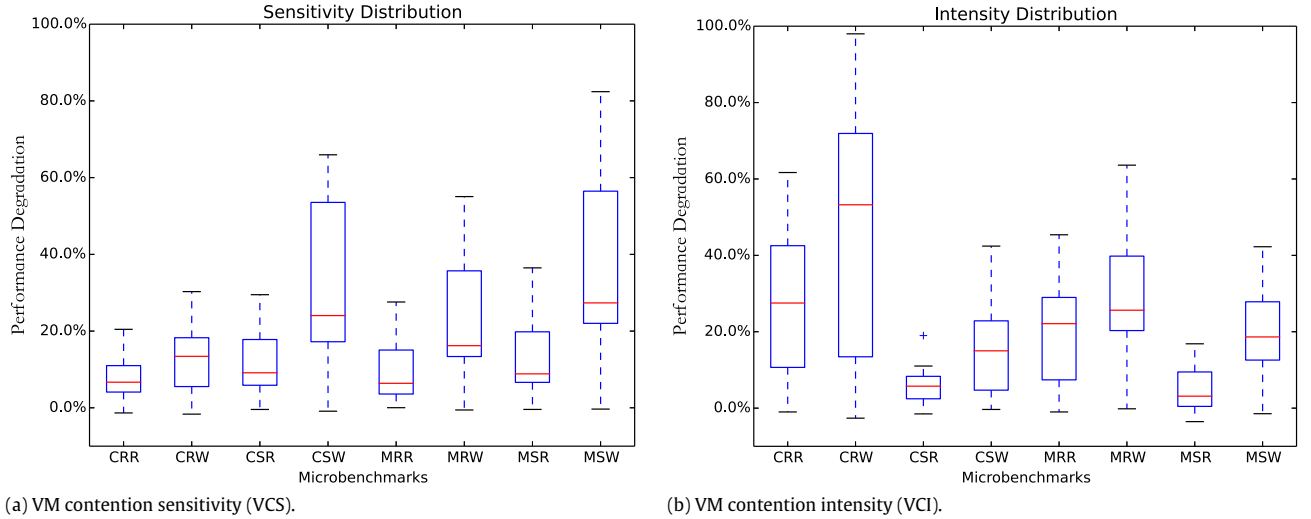 Sensitivity Distribution
100.0%
80.0%
60.0%
40.0%
20.0%
0.0%
Performance Degradation
CRR CRW CSR CSW MRR MRW MSR MSW
Microbenchmarks
(a) VM contention sensitivity (VCS).
Intensity Distribution
100.0%
80.0%
60.0%
40.0%
20.0%
0.0%
Performance Degradation
CRR CRW CSR CSW MRR MRW MSR MSW
Microbenchmarks
(b) VM contention intensity (VCI).